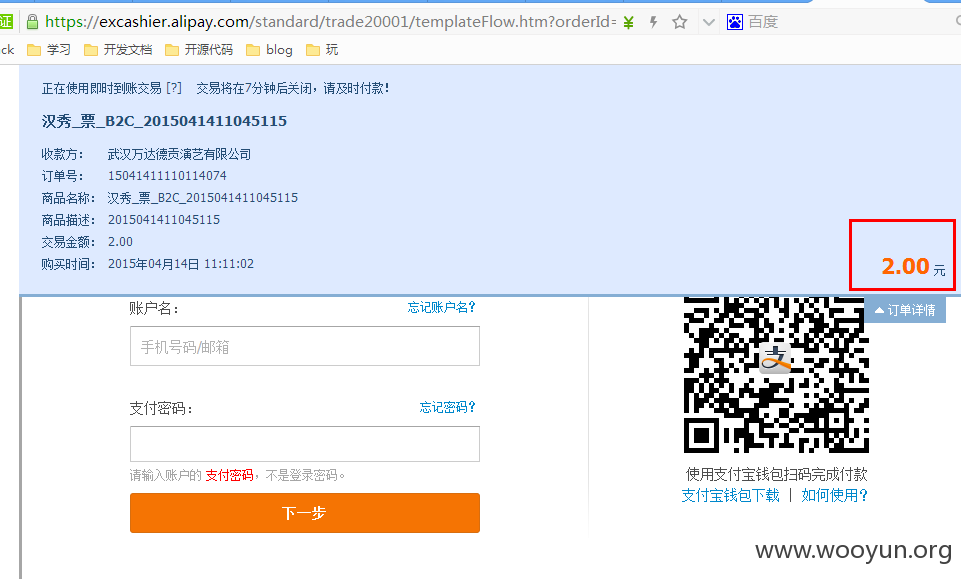 证 https://excashier.alipay.com/standard/trade20001/templateFlow.htm?orderId= ¥ 百度
ck 学习 开发文档 开源代码 blog 玩
正在使用即时到账交易 [?] 交易将在7分钟后关闭，请及时付款！
汉秀_票_B2C_2015041411045115
收款方： 武汉万达德贡演艺有限公司
订单号： 15041411110114074
商品名称： 汉秀_票_B2C_2015041411045115
商品描述： 2015041411045115
交易金额： 2.00
购买时间： 2015年04月14日 11:11:02
2.00 元
订单详情
账户名： 忘记账户名?
手机号码/邮箱
支付密码： 忘记密码?
请输入账户的 支付密码，不是登录密码。
下一步
支
使用支付宝钱包扫码完成付款
支付宝钱包下载 | 如何使用?
www.wooyun.org